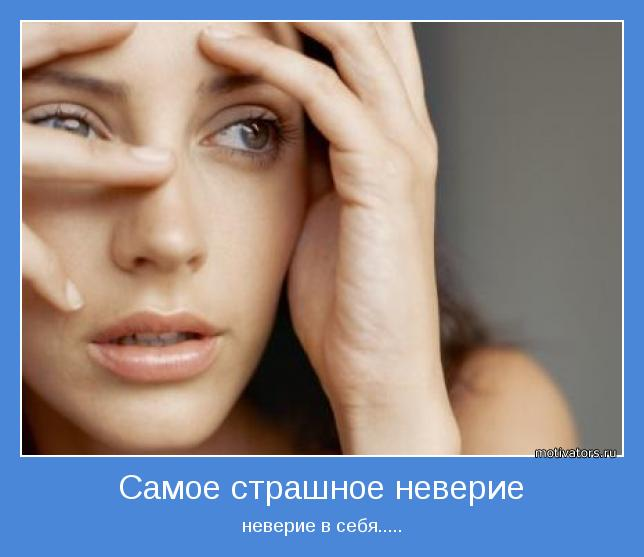 motivators.ru
Самое страшное неверие
неверие в себя.....